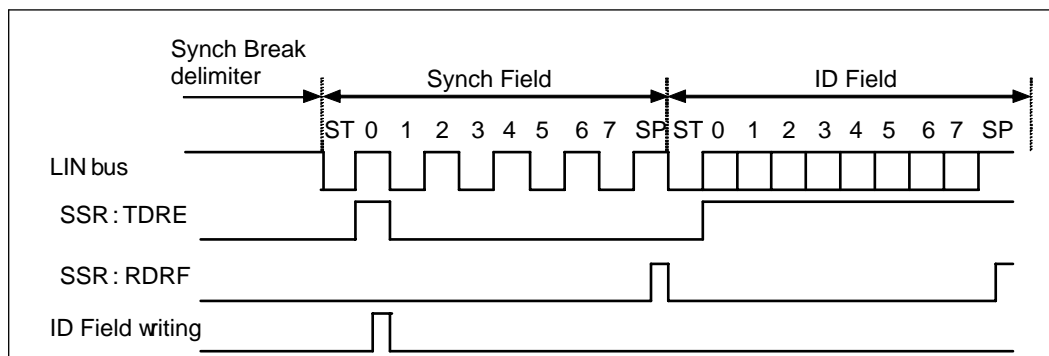 Synch Break
delimiter
Synch Field
ID Field
ST 0 1 2 3 4 5 6 7 SP ST 0 1 2 3 4 5 6 7 SP
LIN bus
SSR : TDRE
SSR : RDRF
ID Field writing